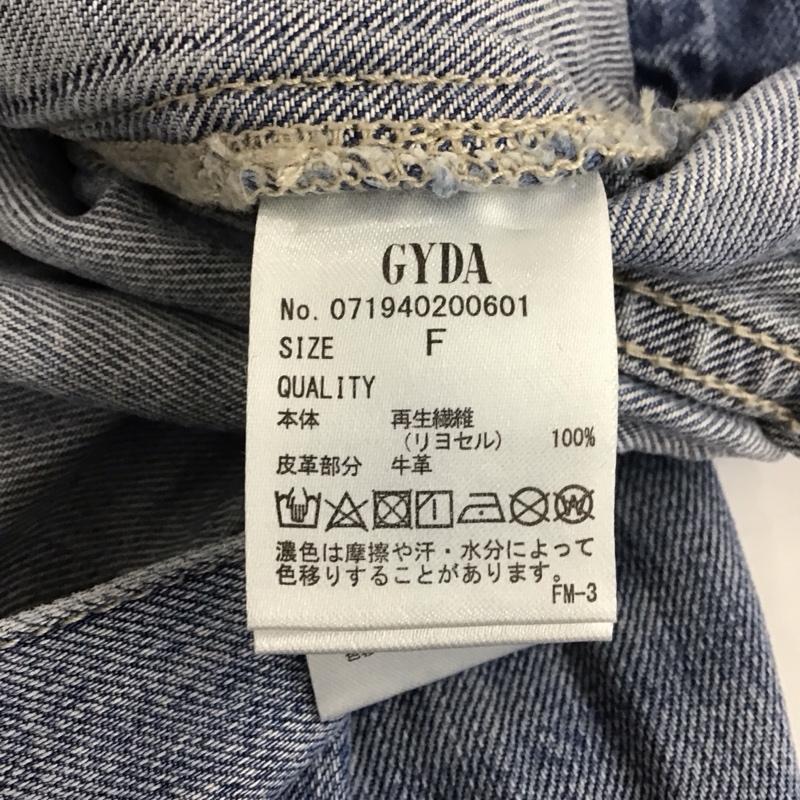 GYDA
No. 071940200601
SIZE F
QUALITY
本体 再生繊維
(リヨセル) 100%
皮革部分 牛革
濃色は摩擦や汗・水分によって
色移りすることがあります。
FM-3